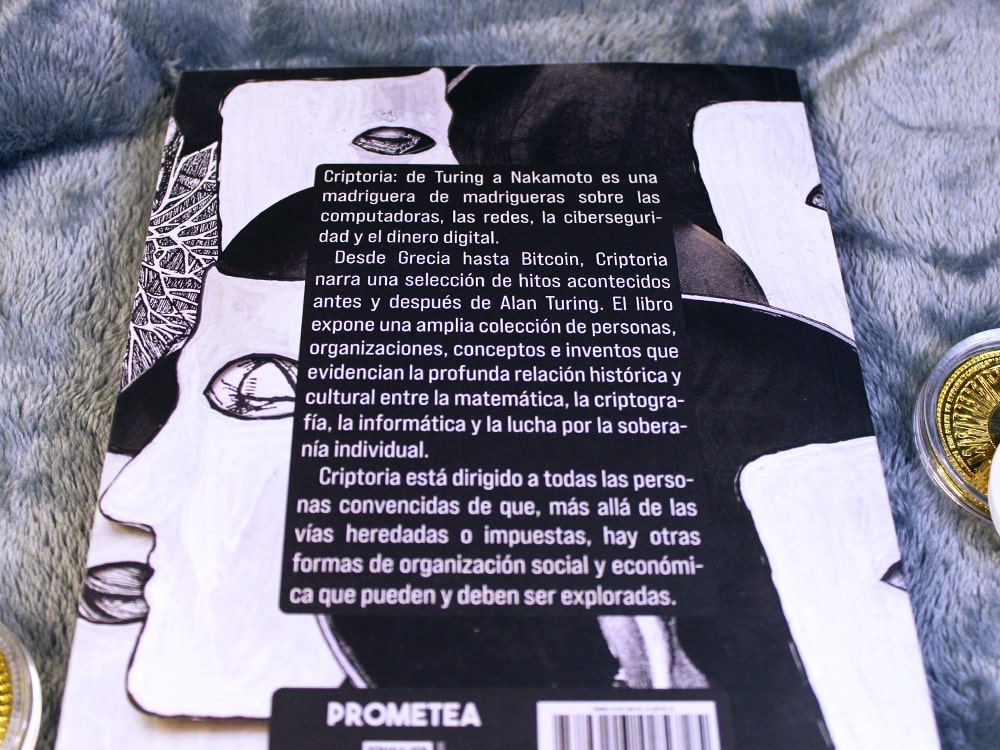 Criptoria: de Turing a Nakamoto es una
madriguera de madrigueras sobre las
computadoras, las redes, la ciberseguri-
dad y el dinero digital.
Desde Grecia hasta Bitcoin, Criptoria
narra una selección de hitos acontecidos
antes y después de Alan Turing. El libro
expone una amplia colección de personas,
organizaciones, conceptos e inventos que
evidencian la profunda relación histórica y
cultural entre la matemática, la criptogra-
fía, la informática y la lucha por la sobera-
nía individual.
Criptoria está dirigido a todas las perso-
nas convencidas de que, más allá de las
vías heredadas o impuestas, hay otras
formas de organización social y económi-
ca que pueden y deben ser exploradas.
PROMETEA